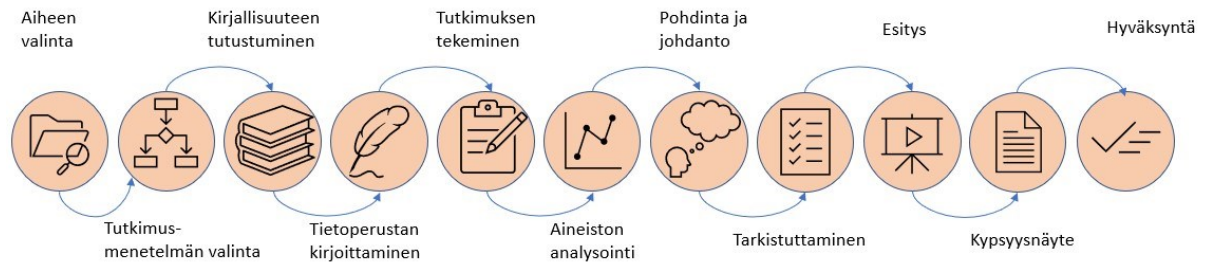 Aiheen
valinta
Tutkimus-
menetelmän valinta
Kirjallisuuteen
tutustuminen
Tietoperustan
kirjoittaminen
Tutkimuksen
tekeminen
Aineiston
analysointi
Pohdinta ja
johdanto
Tarkistuttaminen
Esitys
Kypsyysnäyte
Hyväksyntä